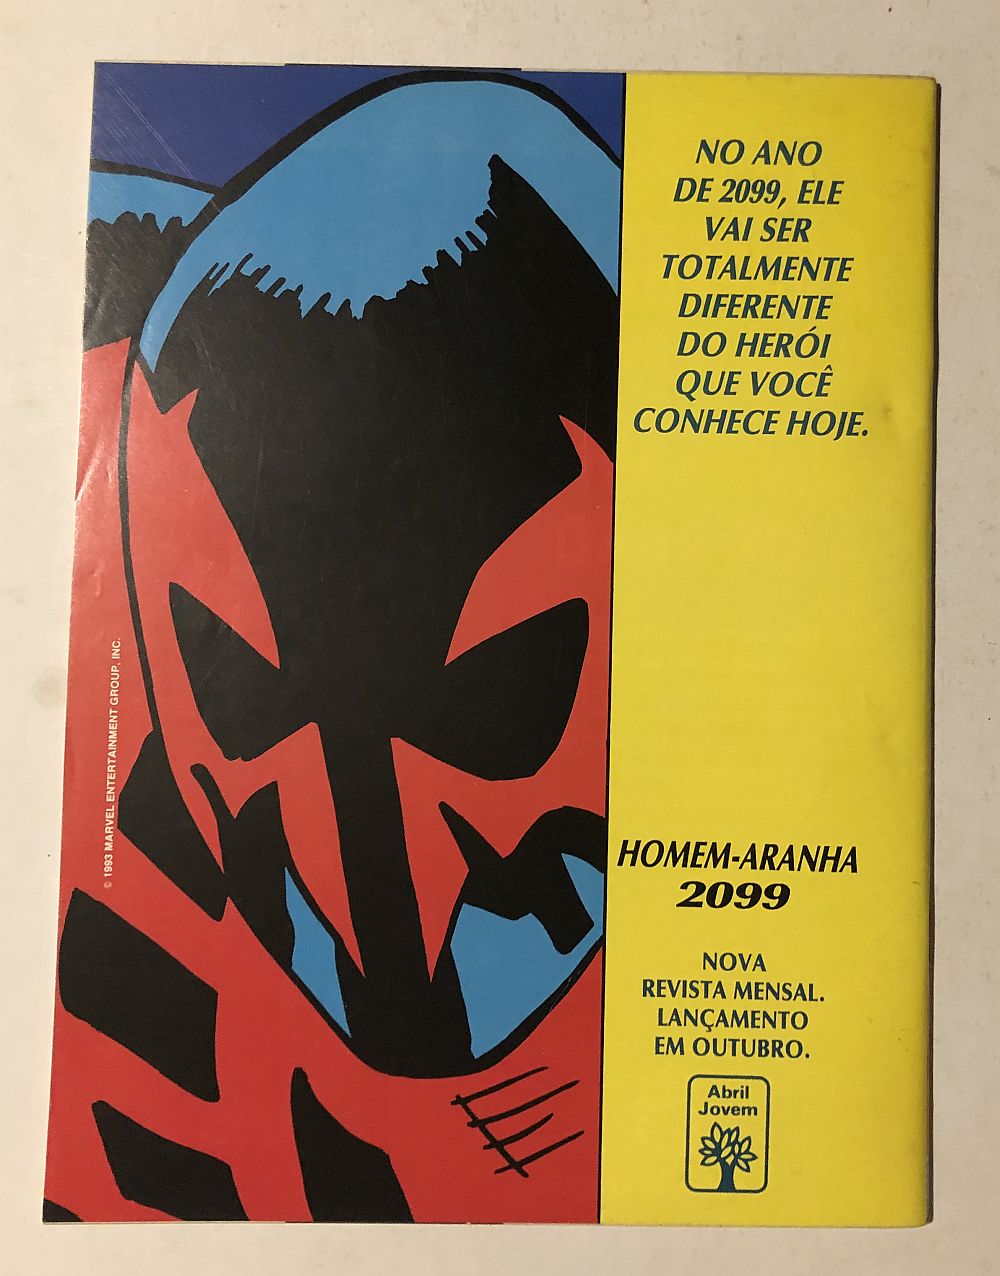 NO ANO
DE 2099, ELE
VAI SER
TOTALMENTE
DIFERENTE
DO HERÓI
QUE VOCÊ
CONHECE HOJE.
© 1993 MARVEL ENTERTAINMENT GROUP, INC.
HOMEM-ARANHA
2099
NOVA
REVISTA MENSAL.
LANÇAMENTO
EM OUTUBRO.
Abril
Jovem